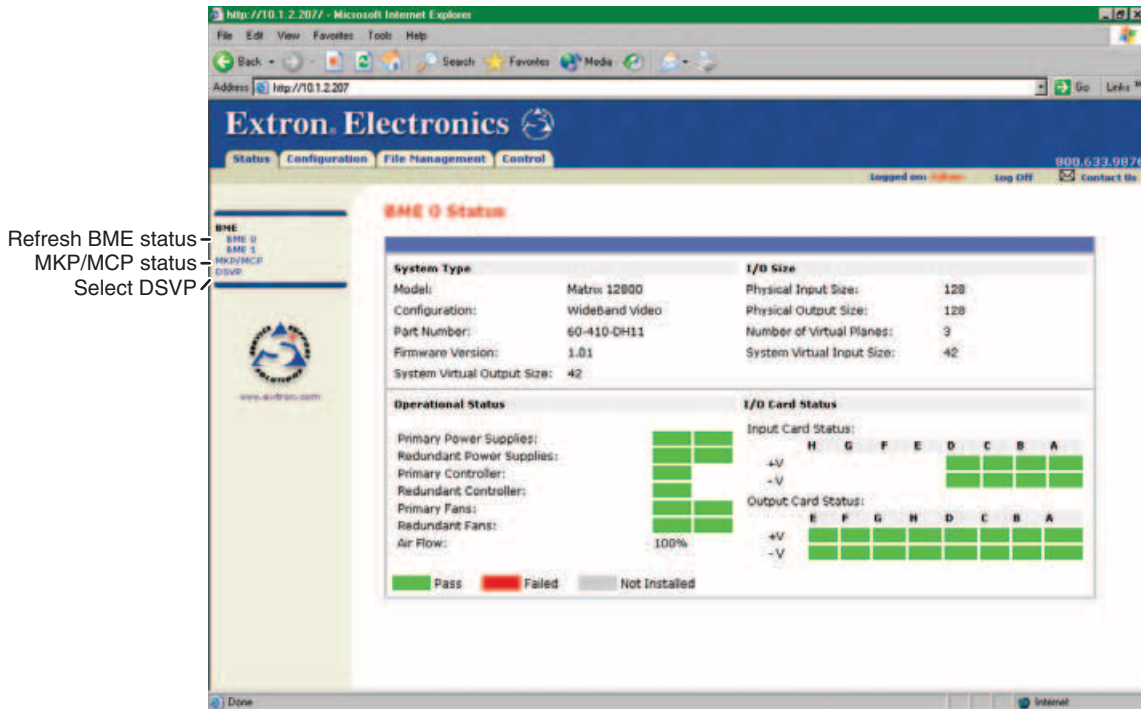 http://10.1.2.207/ - Microsoft Internet Explorer
File Edit View Favorites Tools Help
Back Search Favorites Media
Address http://10.1.2.207 Go Links
Extron. Electronics
Status Configuration File Management Control
800.633.9876
Logged on: Log Off Contact Us
BME 0 Status
Refresh BME status
MKP/MCP status
Select DSVP
BME
BME 0
BME 1
MKP/MCP
DSVP
www.extron.com
System Type
Model: Matrix 12800
Configuration: WideBand Video
Part Number: 60-410-DH11
Firmware Version: 1.01
System Virtual Output Size: 42
I/O Size
Physical Input Size: 128
Physical Output Size: 128
Number of Virtual Planes: 3
System Virtual Input Size: 42
Operational Status
Primary Power Supplies:
Redundant Power Supplies:
Primary Controller:
Redundant Controller:
Primary Fans:
Redundant Fans:
Air Flow: 100%
I/O Card Status
Input Card Status:
H G F E D C B A
+V
-V
Output Card Status:
E F G H D C B A
+V
-V
Pass Failed Not Installed
Done Internet